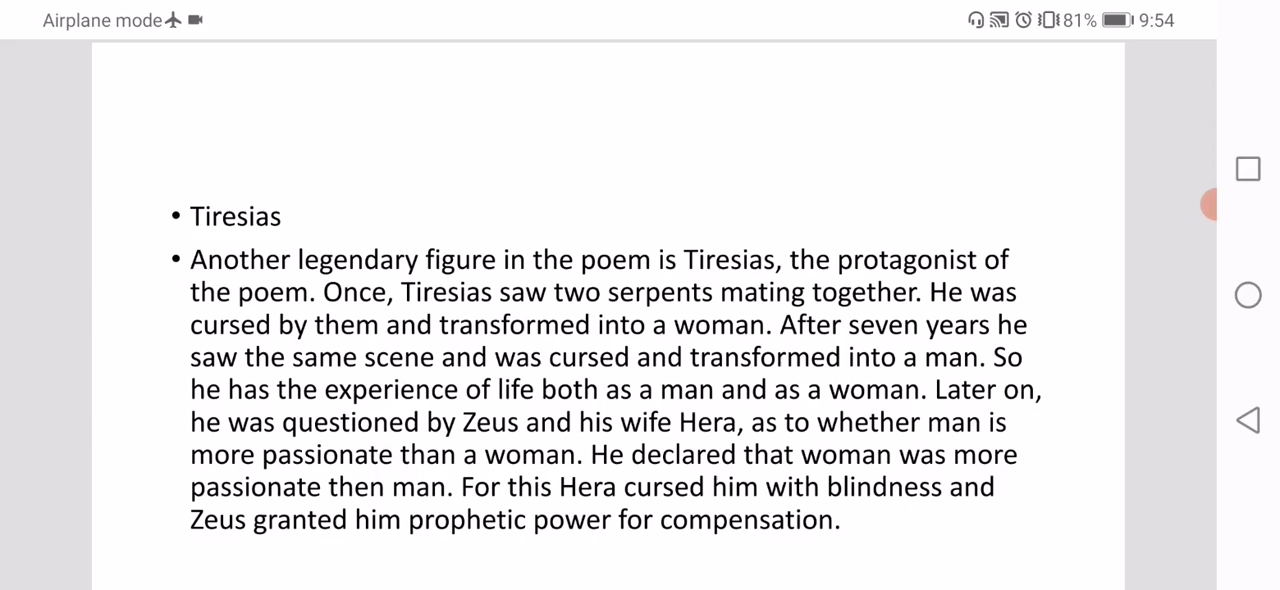 Airplane mode 81% 9:54
• Tiresias
• Another legendary figure in the poem is Tiresias, the protagonist of
the poem. Once, Tiresias saw two serpents mating together. He was
cursed by them and transformed into a woman. After seven years he
saw the same scene and was cursed and transformed into a man. So
he has the experience of life both as a man and as a woman. Later on,
he was questioned by Zeus and his wife Hera, as to whether man is
more passionate than a woman. He declared that woman was more
passionate then man. For this Hera cursed him with blindness and
Zeus granted him prophetic power for compensation.